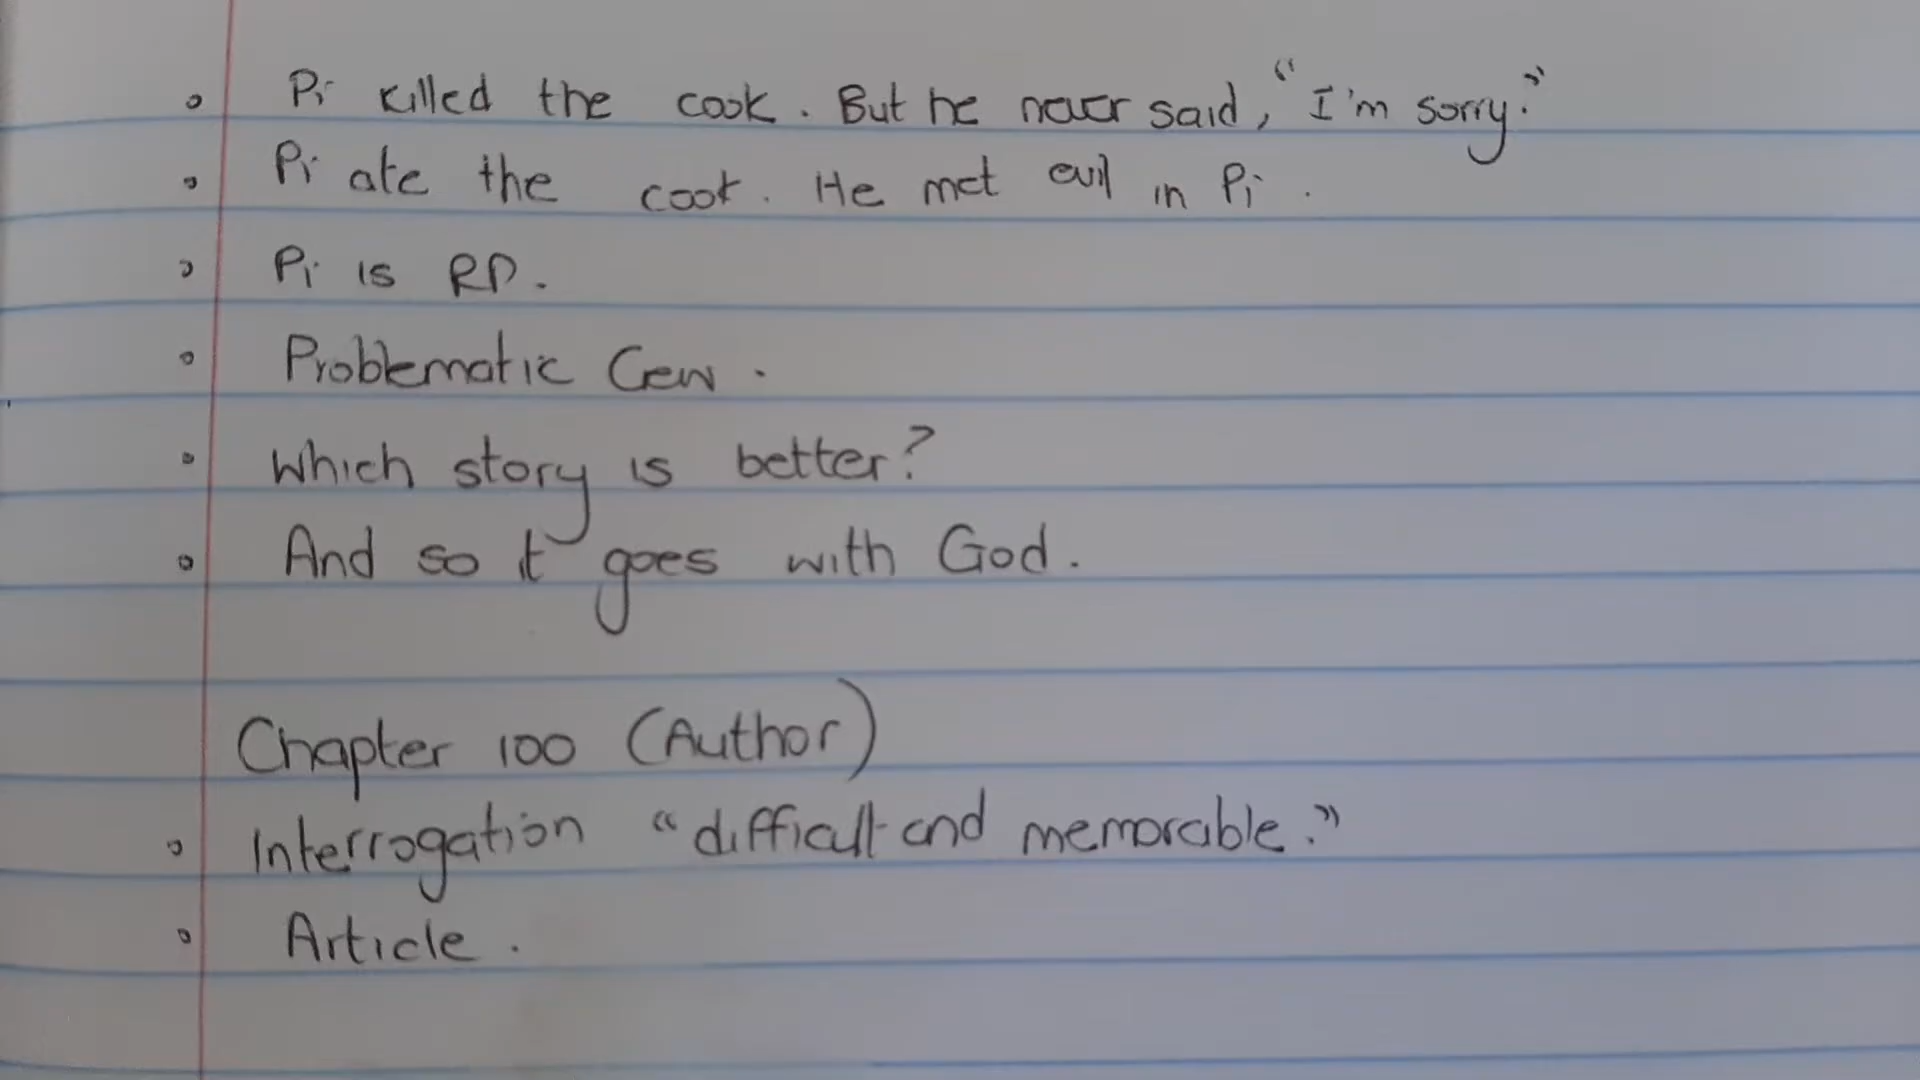 Pi killed the cook. But he never said, "I'm sorry."
Pi ate the cook. He met evil in Pi.
Pi is RP.
Problematic Crew.
Which story is better?
And so it goes with God.
Chapter 100 (Author)
Interrogation "difficult and memorable."
Article.